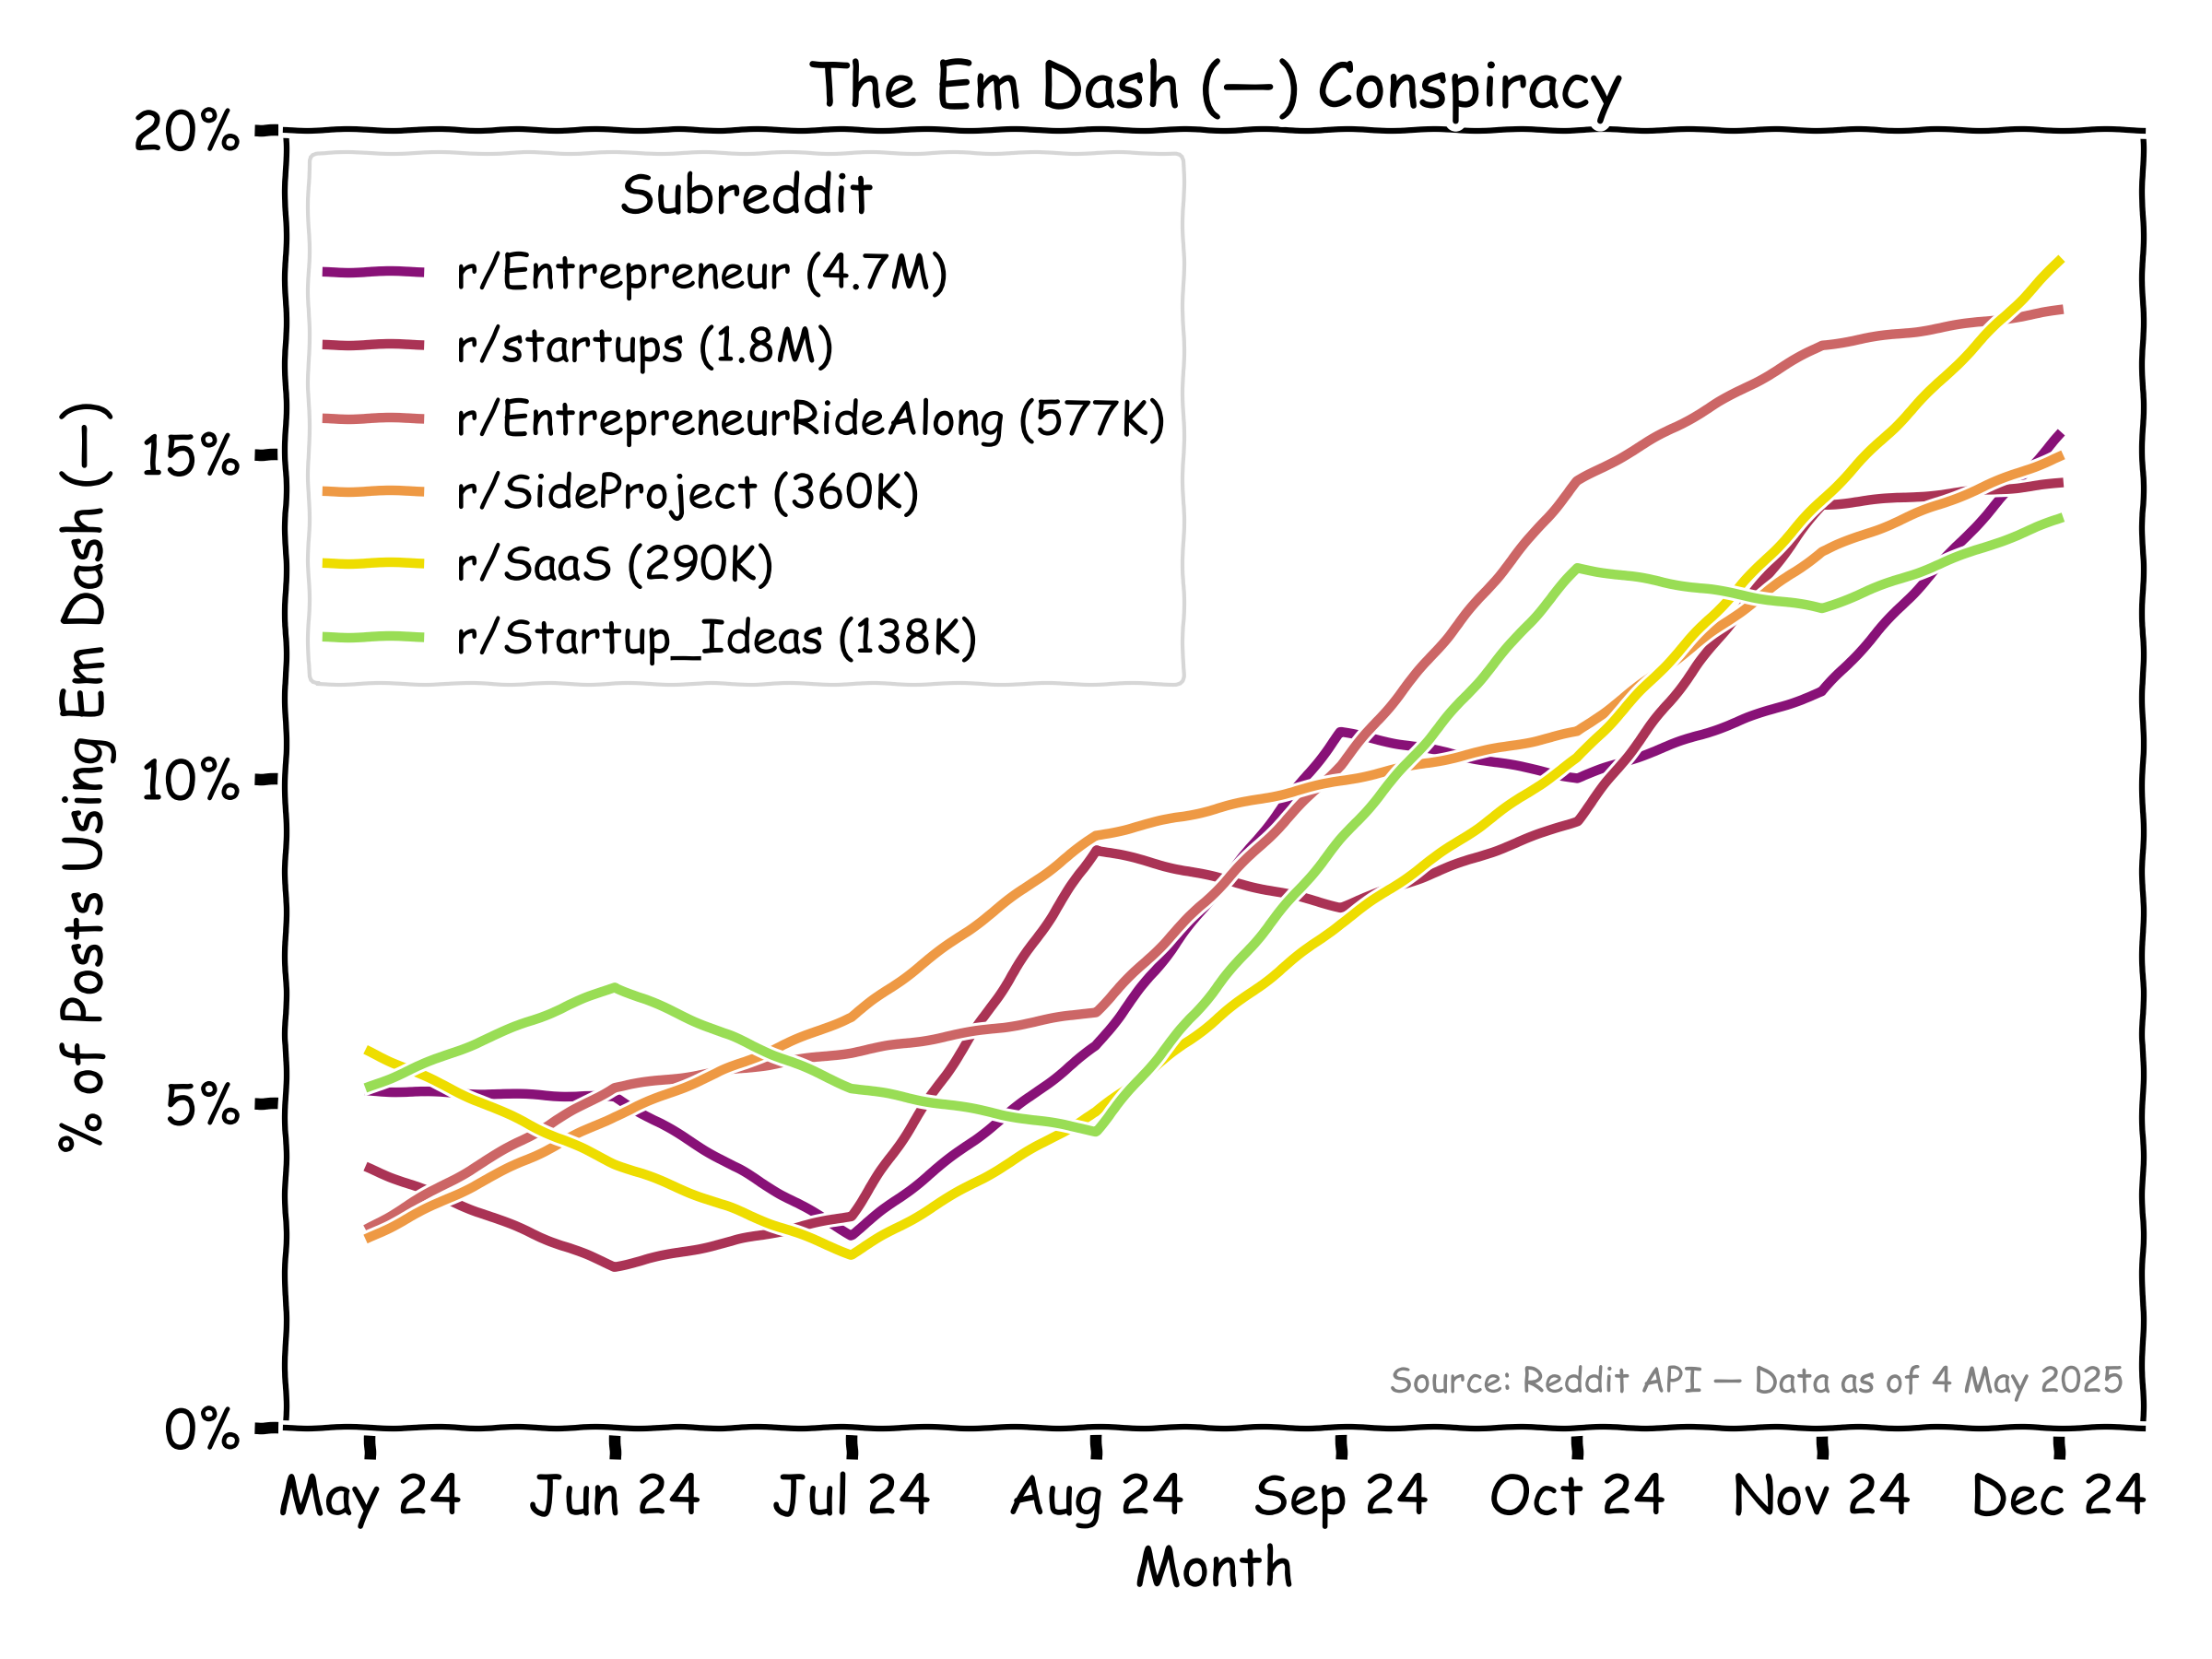 The Em Dash (—) Conspiracy
20%
15%
10%
5%
0%
% of Posts Using Em Dash (—)
Subreddit
r/Entrepreneur (4.7M)
r/startups (1.8M)
r/EntrepreneurRideAlong (577K)
r/SideProject (360K)
r/SaaS (290K)
r/Startup_Ideas (138K)
Source: Reddit API — Data as of 4 May 2025
May 24 Jun 24 Jul 24 Aug 24 Sep 24 Oct 24 Nov 24 Dec 24
Month